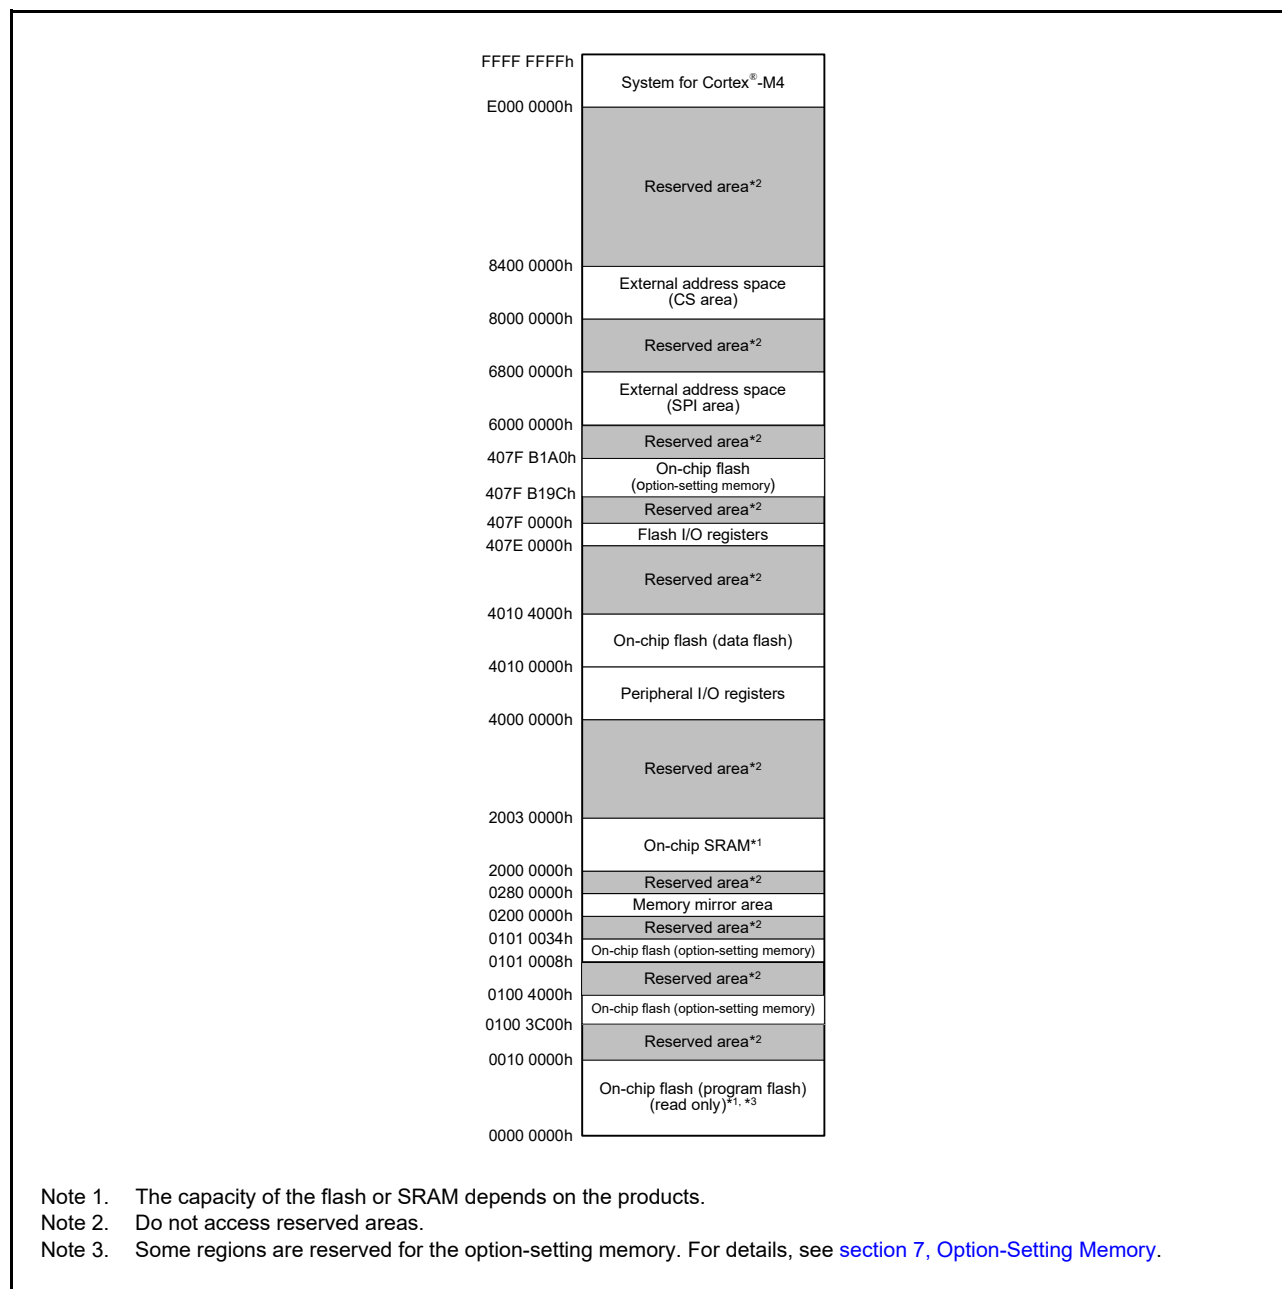 FFFF FFFFh
System for Cortex®-M4
E000 0000h
Reserved area*2
8400 0000h
External address space
(CS area)
8000 0000h
Reserved area*2
6800 0000h
External address space
(SPI area)
6000 0000h
Reserved area*2
407F B1A0h
On-chip flash
(option-setting memory)
407F B19Ch
Reserved area*2
407F 0000h
Flash I/O registers
407E 0000h
Reserved area*2
4010 4000h
On-chip flash (data flash)
4010 0000h
Peripheral I/O registers
4000 0000h
Reserved area*2
2003 0000h
On-chip SRAM*1
2000 0000h
Reserved area*2
0280 0000h
Memory mirror area
0200 0000h
Reserved area*2
0101 0034h
On-chip flash (option-setting memory)
0101 0008h
Reserved area*2
0100 4000h
On-chip flash (option-setting memory)
0100 3C00h
Reserved area*2
0010 0000h
On-chip flash (program flash)
(read only)*1, *3
0000 0000h
Note 1. The capacity of the flash or SRAM depends on the products.
Note 2. Do not access reserved areas.
Note 3. Some regions are reserved for the option-setting memory. For details, see section 7, Option-Setting Memory.